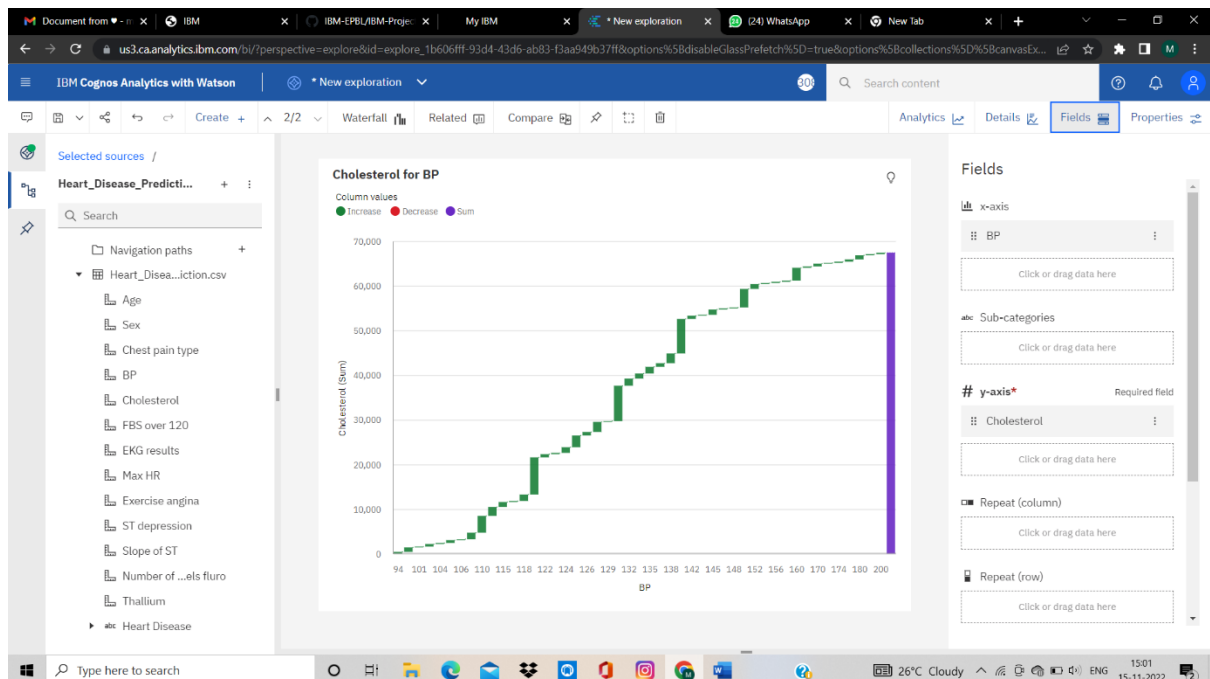 Document from ♥ - n
IBM
IBM-EPBL/IBM-Projec
My IBM
* New exploration
(24) WhatsApp
New Tab
us3.ca.analytics.ibm.com/bi/?perspective=explore&id=explore_1b606fff-93d4-43d6-ab83-f3aa949b37ff&options%5BdisableGlassPrefetch%5D=true&options%5Bcollections%5D%5BcanvasEx...
M
IBM Cognos Analytics with Watson
* New exploration
Search content
Create +
2/2
Waterfall
Related
Compare
Analytics
Details
Fields
Properties
Selected sources /
Heart_Disease_Predicti...
Search
Navigation paths
Heart_Disea...iction.csv
Age
Sex
Chest pain type
BP
Cholesterol
FBS over 120
EKG results
Max HR
Exercise angina
ST depression
Slope of ST
Number of ...els fluro
Thallium
abc Heart Disease
Cholesterol for BP
Column values
Increase Decrease Sum
70,000
60,000
50,000
40,000
30,000
20,000
10,000
0
Cholesterol (Sum)
94 101 104 106 110 115 118 122 124 126 129 132 135 138 142 145 148 152 156 160 170 174 180 200
BP
Fields
x-axis
BP
Click or drag data here
abc Sub-categories
Click or drag data here
# y-axis* Required field
Cholesterol
Click or drag data here
Repeat (column)
Click or drag data here
Repeat (row)
Click or drag data here
Type here to search
26°C Cloudy
ENG
15:01
15-11-2022